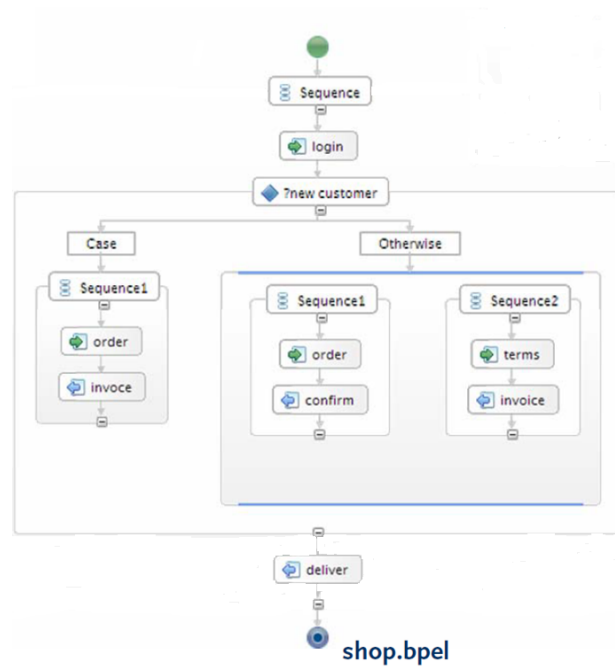 Sequence
login
?new customer
Case
Otherwise
Sequence1
Sequence1
Sequence2
order
order
terms
invoce
confirm
invoice
deliver
shop.bpel